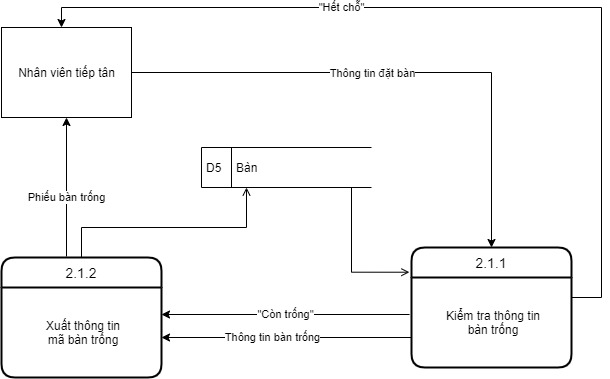 "Hết chỗ"
Nhân viên tiếp tân
Thông tin đặt bàn
D5
Bàn
Phiếu bàn trống
2.1.2
2.1.1
Xuất thông tin
mã bàn trống
"Còn trống"
Thông tin bàn trống
Kiểm tra thông tin
bàn trống